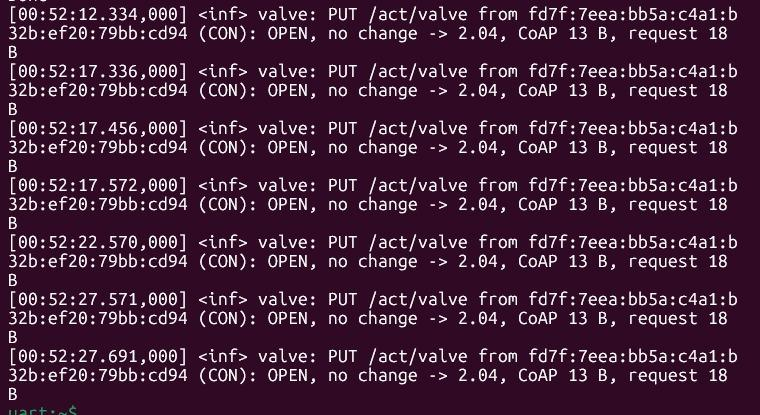 [00:52:12.334,000] <inf> valve: PUT /act/valve from fd7f:7eea:bb5a:c4a1:b
32b:ef20:79bb:cd94 (CON): OPEN, no change -> 2.04, CoAP 13 B, request 18
B
[00:52:17.336,000] <inf> valve: PUT /act/valve from fd7f:7eea:bb5a:c4a1:b
32b:ef20:79bb:cd94 (CON): OPEN, no change -> 2.04, CoAP 13 B, request 18
B
[00:52:17.456,000] <inf> valve: PUT /act/valve from fd7f:7eea:bb5a:c4a1:b
32b:ef20:79bb:cd94 (CON): OPEN, no change -> 2.04, CoAP 13 B, request 18
B
[00:52:17.572,000] <inf> valve: PUT /act/valve from fd7f:7eea:bb5a:c4a1:b
32b:ef20:79bb:cd94 (CON): OPEN, no change -> 2.04, CoAP 13 B, request 18
B
[00:52:22.570,000] <inf> valve: PUT /act/valve from fd7f:7eea:bb5a:c4a1:b
32b:ef20:79bb:cd94 (CON): OPEN, no change -> 2.04, CoAP 13 B, request 18
B
[00:52:27.571,000] <inf> valve: PUT /act/valve from fd7f:7eea:bb5a:c4a1:b
32b:ef20:79bb:cd94 (CON): OPEN, no change -> 2.04, CoAP 13 B, request 18
B
[00:52:27.691,000] <inf> valve: PUT /act/valve from fd7f:7eea:bb5a:c4a1:b
32b:ef20:79bb:cd94 (CON): OPEN, no change -> 2.04, CoAP 13 B, request 18
B
uart:~$